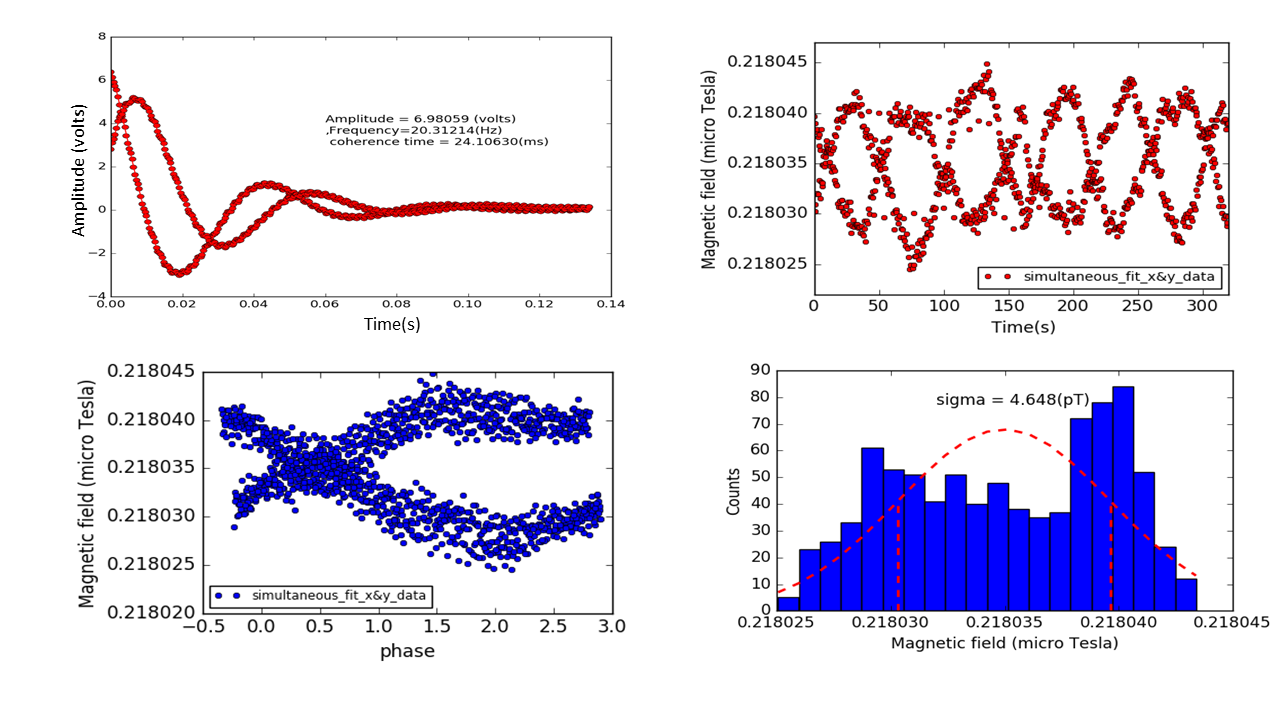 8
6
4
2
0
−2
−4
Amplitude (volts)
Amplitude = 6.98059 (volts)
,Frequency=20.31214(Hz)
coherence time = 24.10630(ms)
0.00 0.02 0.04 0.06 0.08 0.10 0.12 0.14
Time(s)
0.218045
0.218040
0.218035
0.218030
0.218025
Magnetic field (micro Tesla)
simultaneous_fit_x&y_data
0 50 100 150 200 250 300
Time(s)
0.218045
0.218040
0.218035
0.218030
0.218025
0.218020
Magnetic field (micro Tesla)
simultaneous_fit_x&y_data
−0.5 0.0 0.5 1.0 1.5 2.0 2.5 3.0
phase
90
80
70
60
50
40
30
20
10
0
Counts
sigma = 4.648(pT)
0.218025 0.218030 0.218035 0.218040 0.218045
Magnetic field (micro Tesla)